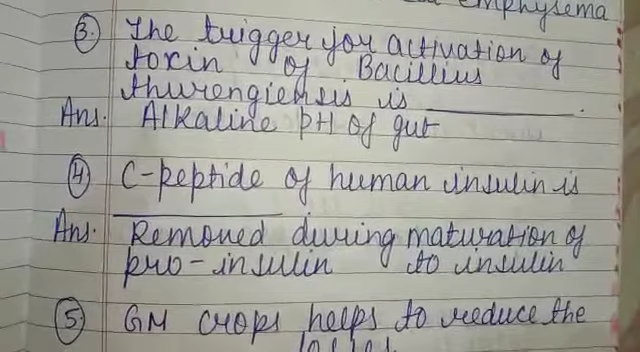 emphysema
3. The trigger for activation of
toxin of Bacillius
thurengiensis is ________.
Ans. Alkaline pH of gut
4) C-peptide of human insulin is
________
Ans. Removed during maturation of
pro-insulin to insulin
5. GM crops helps to reduce the